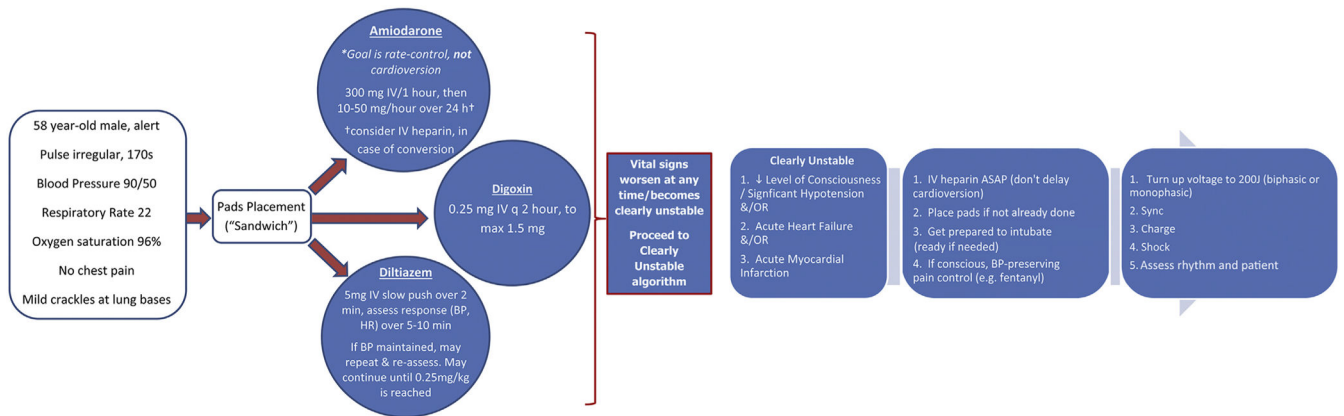 58 year-old male, alert
Pulse irregular, 170s
Blood Pressure 90/50
Respiratory Rate 22
Oxygen saturation 96%
No chest pain
Mild crackles at lung bases
Pads Placement
(“Sandwich”)
Amiodarone
*Goal is rate-control, not
cardioversion
300 mg IV/1 hour, then
10-50 mg/hour over 24 h†
†consider IV heparin, in
case of conversion
Digoxin
0.25 mg IV q 2 hour, to
max 1.5 mg
Diltiazem
5mg IV slow push over 2
min, assess response (BP,
HR) over 5-10 min
If BP maintained, may
repeat & re-assess. May
continue until 0.25mg/kg
is reached
Vital signs
worsen at any
time/becomes
clearly unstable
Proceed to
Clearly
Unstable
algorithm
Clearly Unstable
1. ↓ Level of Consciousness
/ Signficant Hypotension
&/OR
2. Acute Heart Failure
&/OR
3. Acute Myocardial
Infarction
1. IV heparin ASAP (don't delay
cardioversion)
2. Place pads if not already done
3. Get prepared to intubate
(ready if needed)
4. If conscious, BP-preserving
pain control (e.g. fentanyl)
1. Turn up voltage to 200J (biphasic or
monophasic)
2. Sync
3. Charge
4. Shock
5. Assess rhythm and patient